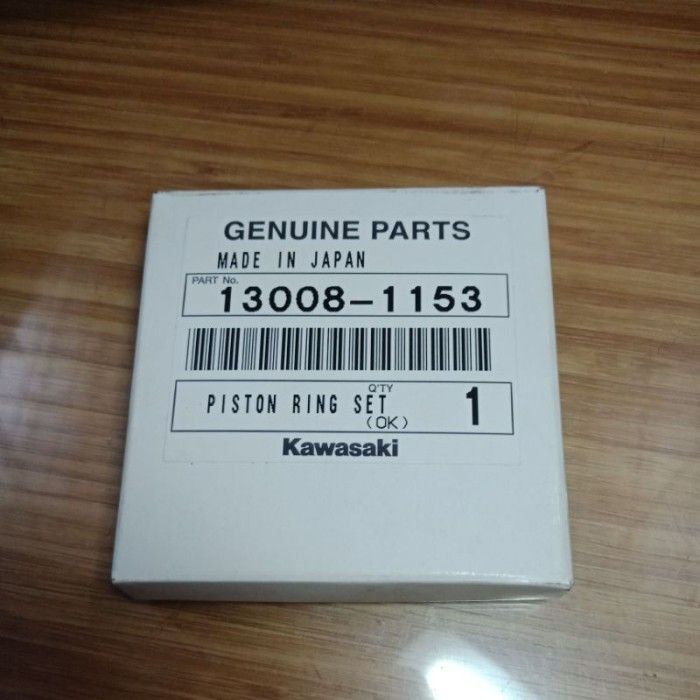 GENUINE PARTS
MADE IN JAPAN
PART No.
13008-1153
Q'TY
PISTON RING SET 1
(OK)
Kawasaki